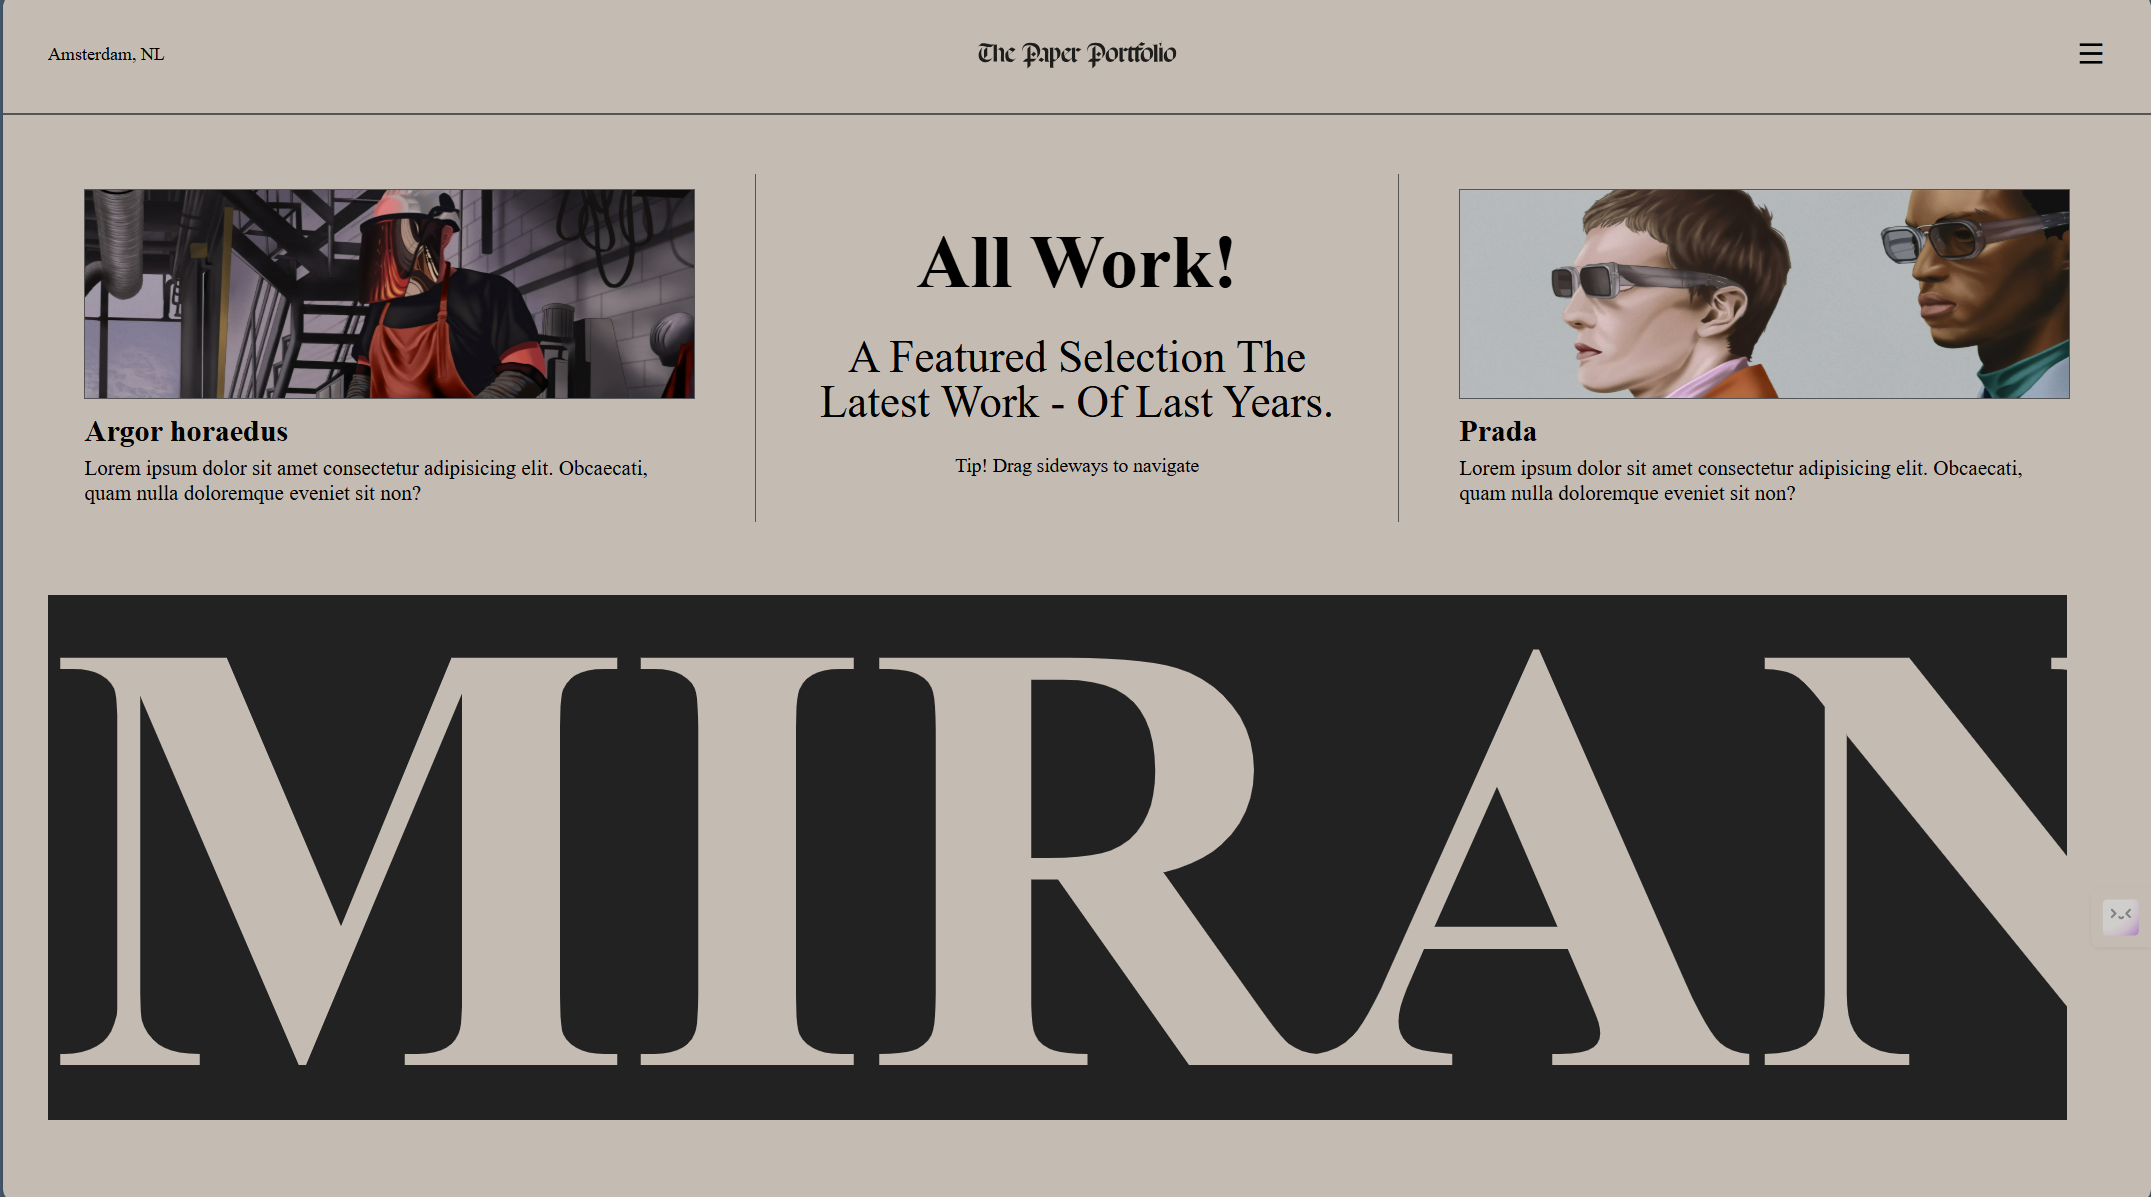 Amsterdam, NL
The Paper Portfolio
All Work!
A Featured Selection The
Latest Work - Of Last Years.
Tip! Drag sideways to navigate
Argor horaedus
Lorem ipsum dolor sit amet consectetur adipisicing elit. Obcaecati,
quam nulla doloremque eveniet sit non?
Prada
Lorem ipsum dolor sit amet consectetur adipisicing elit. Obcaecati,
quam nulla doloremque eveniet sit non?
MIRAN